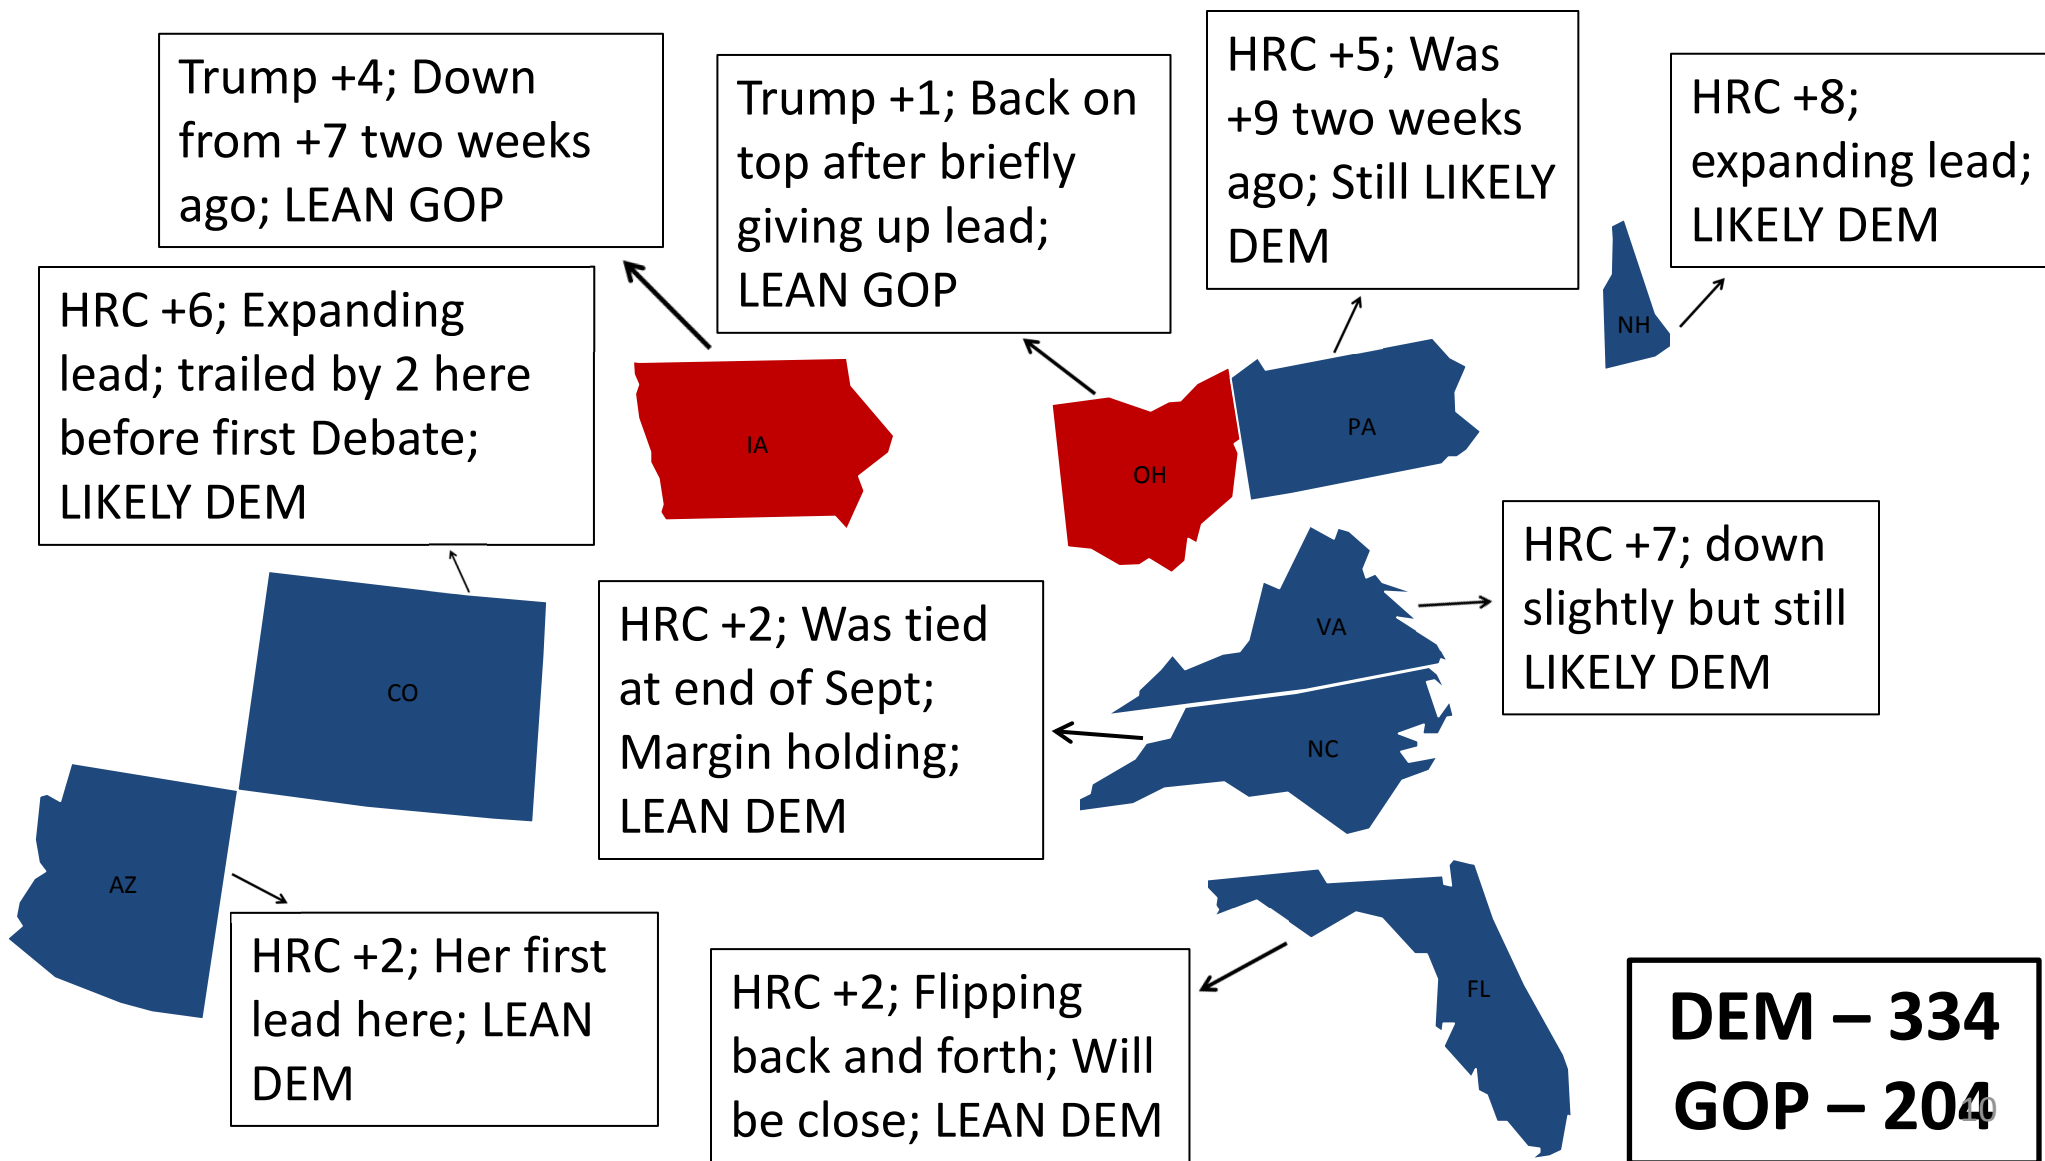 Trump +4; Down
from +7 two weeks
ago; LEAN GOP
Trump +1; Back on
top after briefly
giving up lead;
LEAN GOP
HRC +5; Was
+9 two weeks
ago; Still LIKELY
DEM
HRC +8;
expanding lead;
LIKELY DEM
HRC +6; Expanding
lead; trailed by 2 here
before first Debate;
LIKELY DEM
NH
IA
OH
PA
HRC +7; down
slightly but still
LIKELY DEM
HRC +2; Was tied
at end of Sept;
Margin holding;
LEAN DEM
VA
CO
NC
AZ
HRC +2; Her first
lead here; LEAN
DEM
HRC +2; Flipping
back and forth; Will
be close; LEAN DEM
FL
DEM – 334
GOP – 204
10